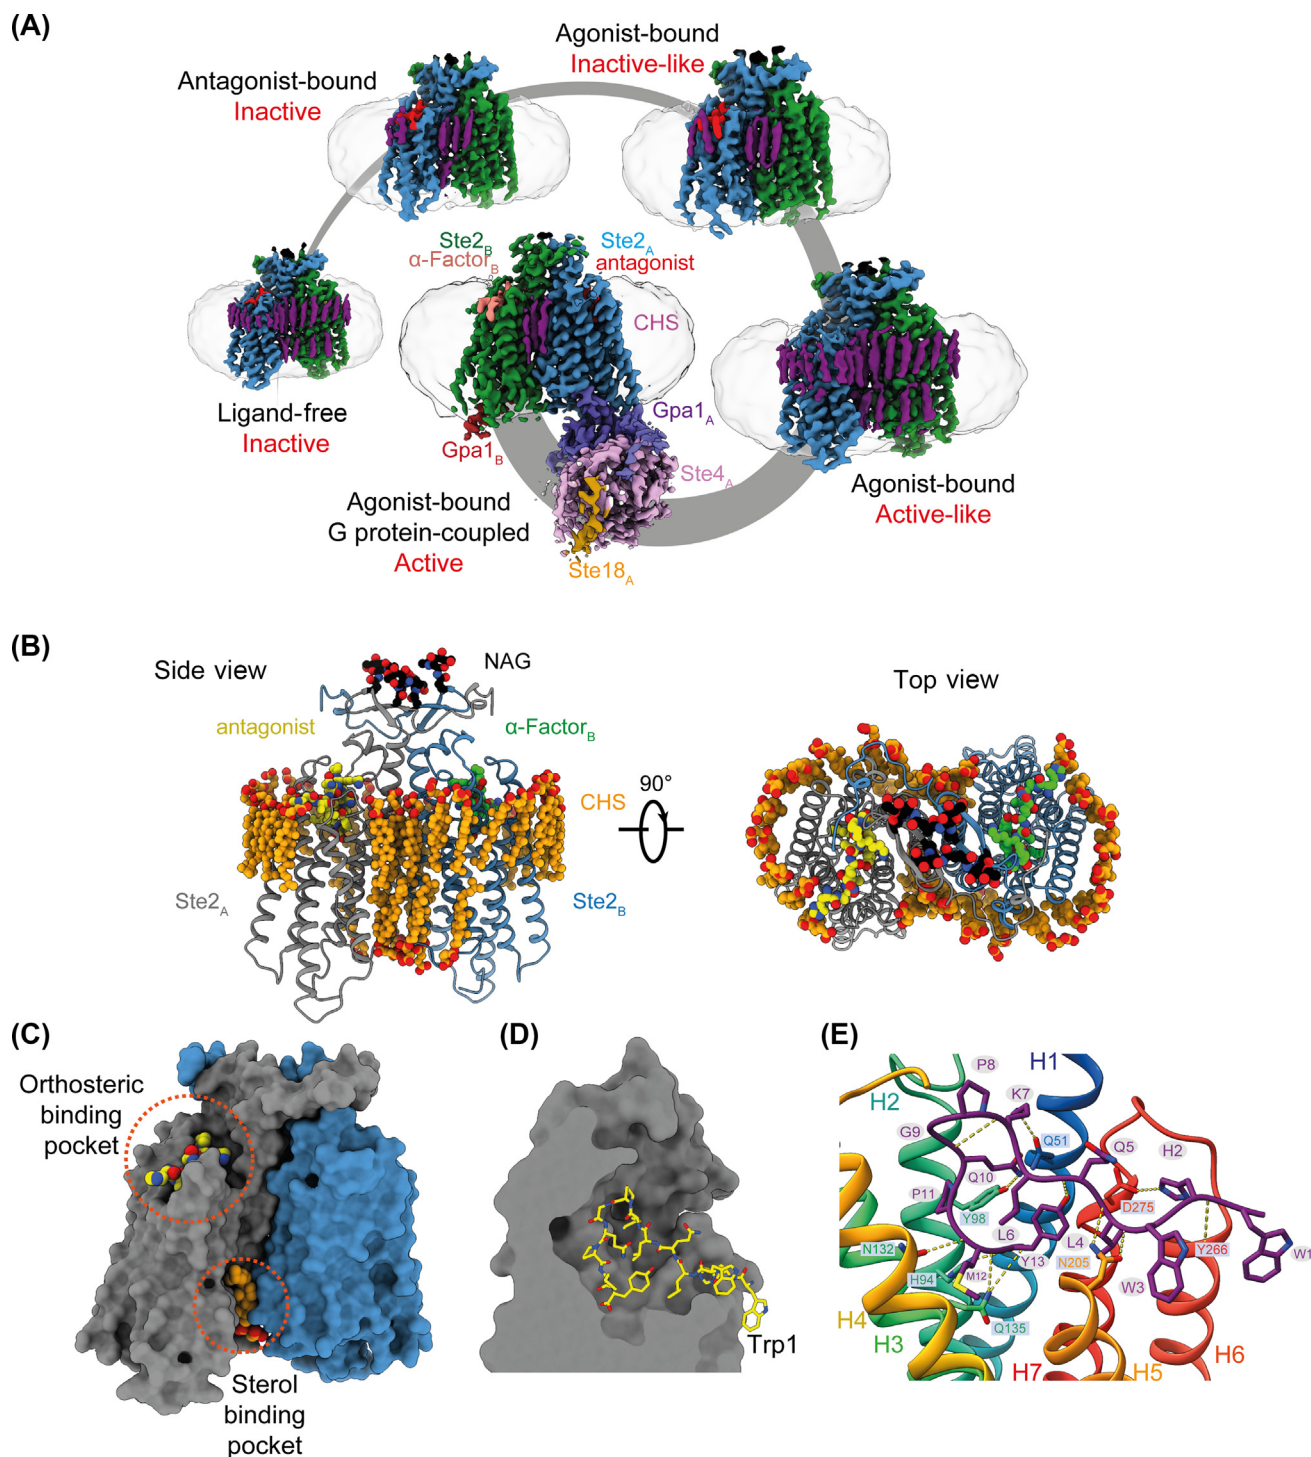 (A)
Antagonist-bound
Inactive
Agonist-bound
Inactive-like
Ste2B
α-FactorB
Ste2A
antagonist
CHS
Ligand-free
Inactive
Gpa1B
Gpa1A
Ste4A
Ste18A
Agonist-bound
G protein-coupled
Active
Agonist-bound
Active-like
(B)
Side view
NAG
Top view
antagonist
α-FactorB
CHS
90°
Ste2A
Ste2B
(C)
Orthosteric
binding
pocket
Sterol
binding
pocket
(D)
Trp1
(E)
P8
H1
K7
H2
G9
Q51
Q5
H2
Q10
P11
Y98
D275
L6
L4
N132
Y13
N205
Y266
W1
H94
M12
W3
Q135
H4
H3
H7
H5
H6